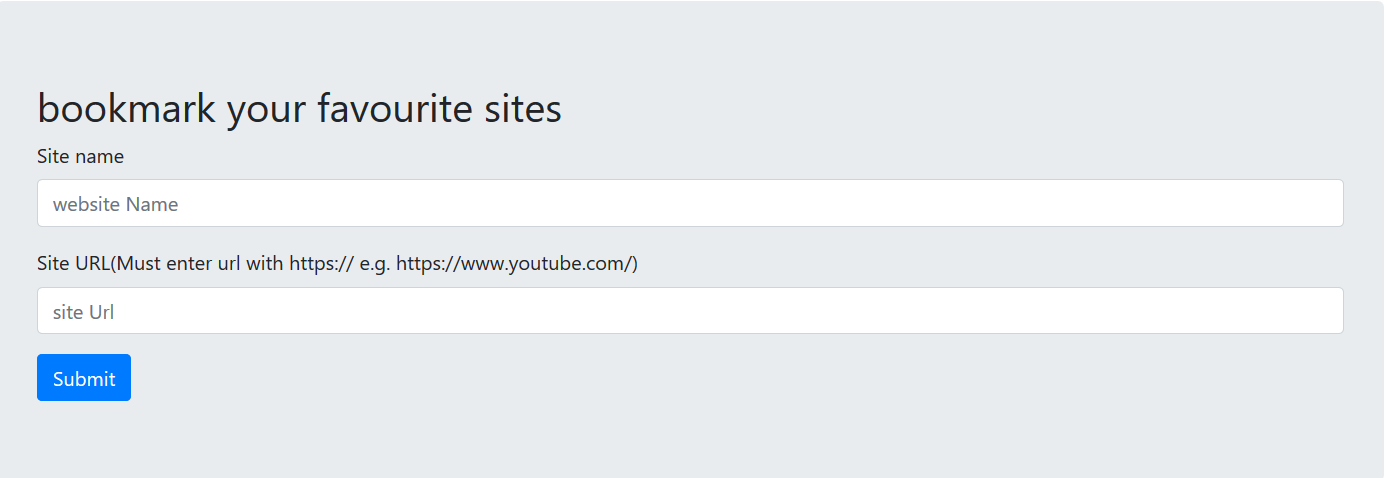 bookmark your favourite sites
Site name
website Name
Site URL(Must enter url with https:// e.g. https://www.youtube.com/)
site Url
Submit